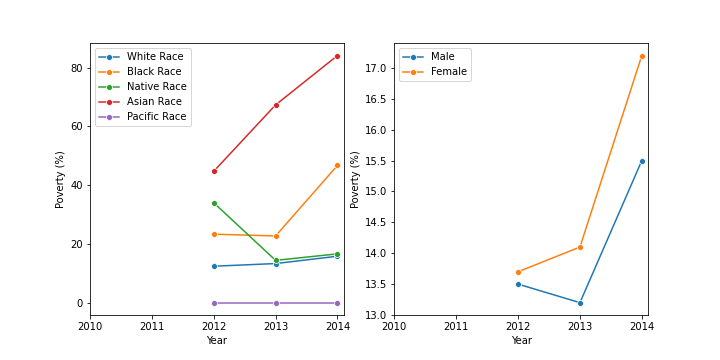 White Race
Black Race
Native Race
Asian Race
Pacific Race
80
60
40
20
0
Poverty (%)
2010 2011 2012 2013 2014
Year
Male
Female
17.0
16.5
16.0
15.5
15.0
14.5
14.0
13.5
13.0
Poverty (%)
2010 2011 2012 2013 2014
Year